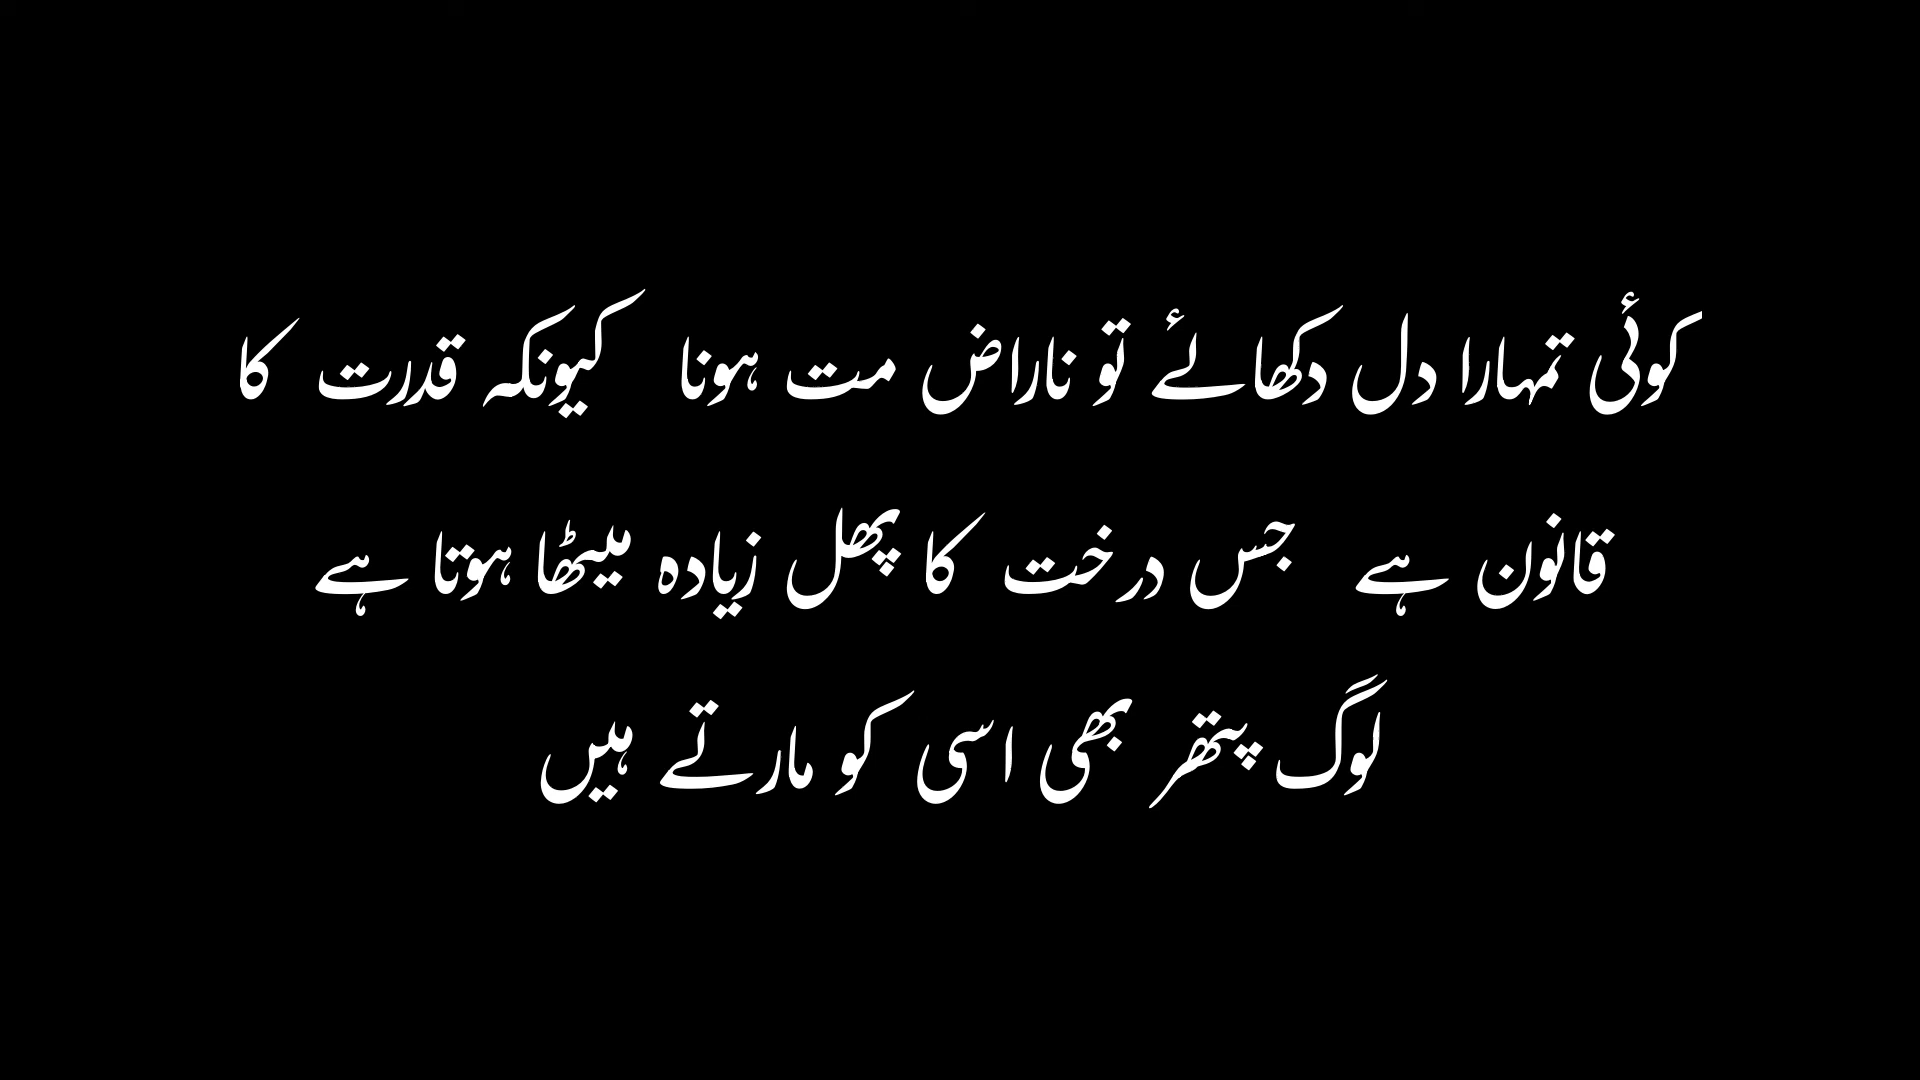 کوئی تمہارا دل دکھائے تو ناراض مت ہونا کیونکہ قدرت کا
قانون ہے جس درخت کا پھل زیادہ میٹھا ہوتا ہے
لوگ پتھر بھی اسی کو مارتے ہیں